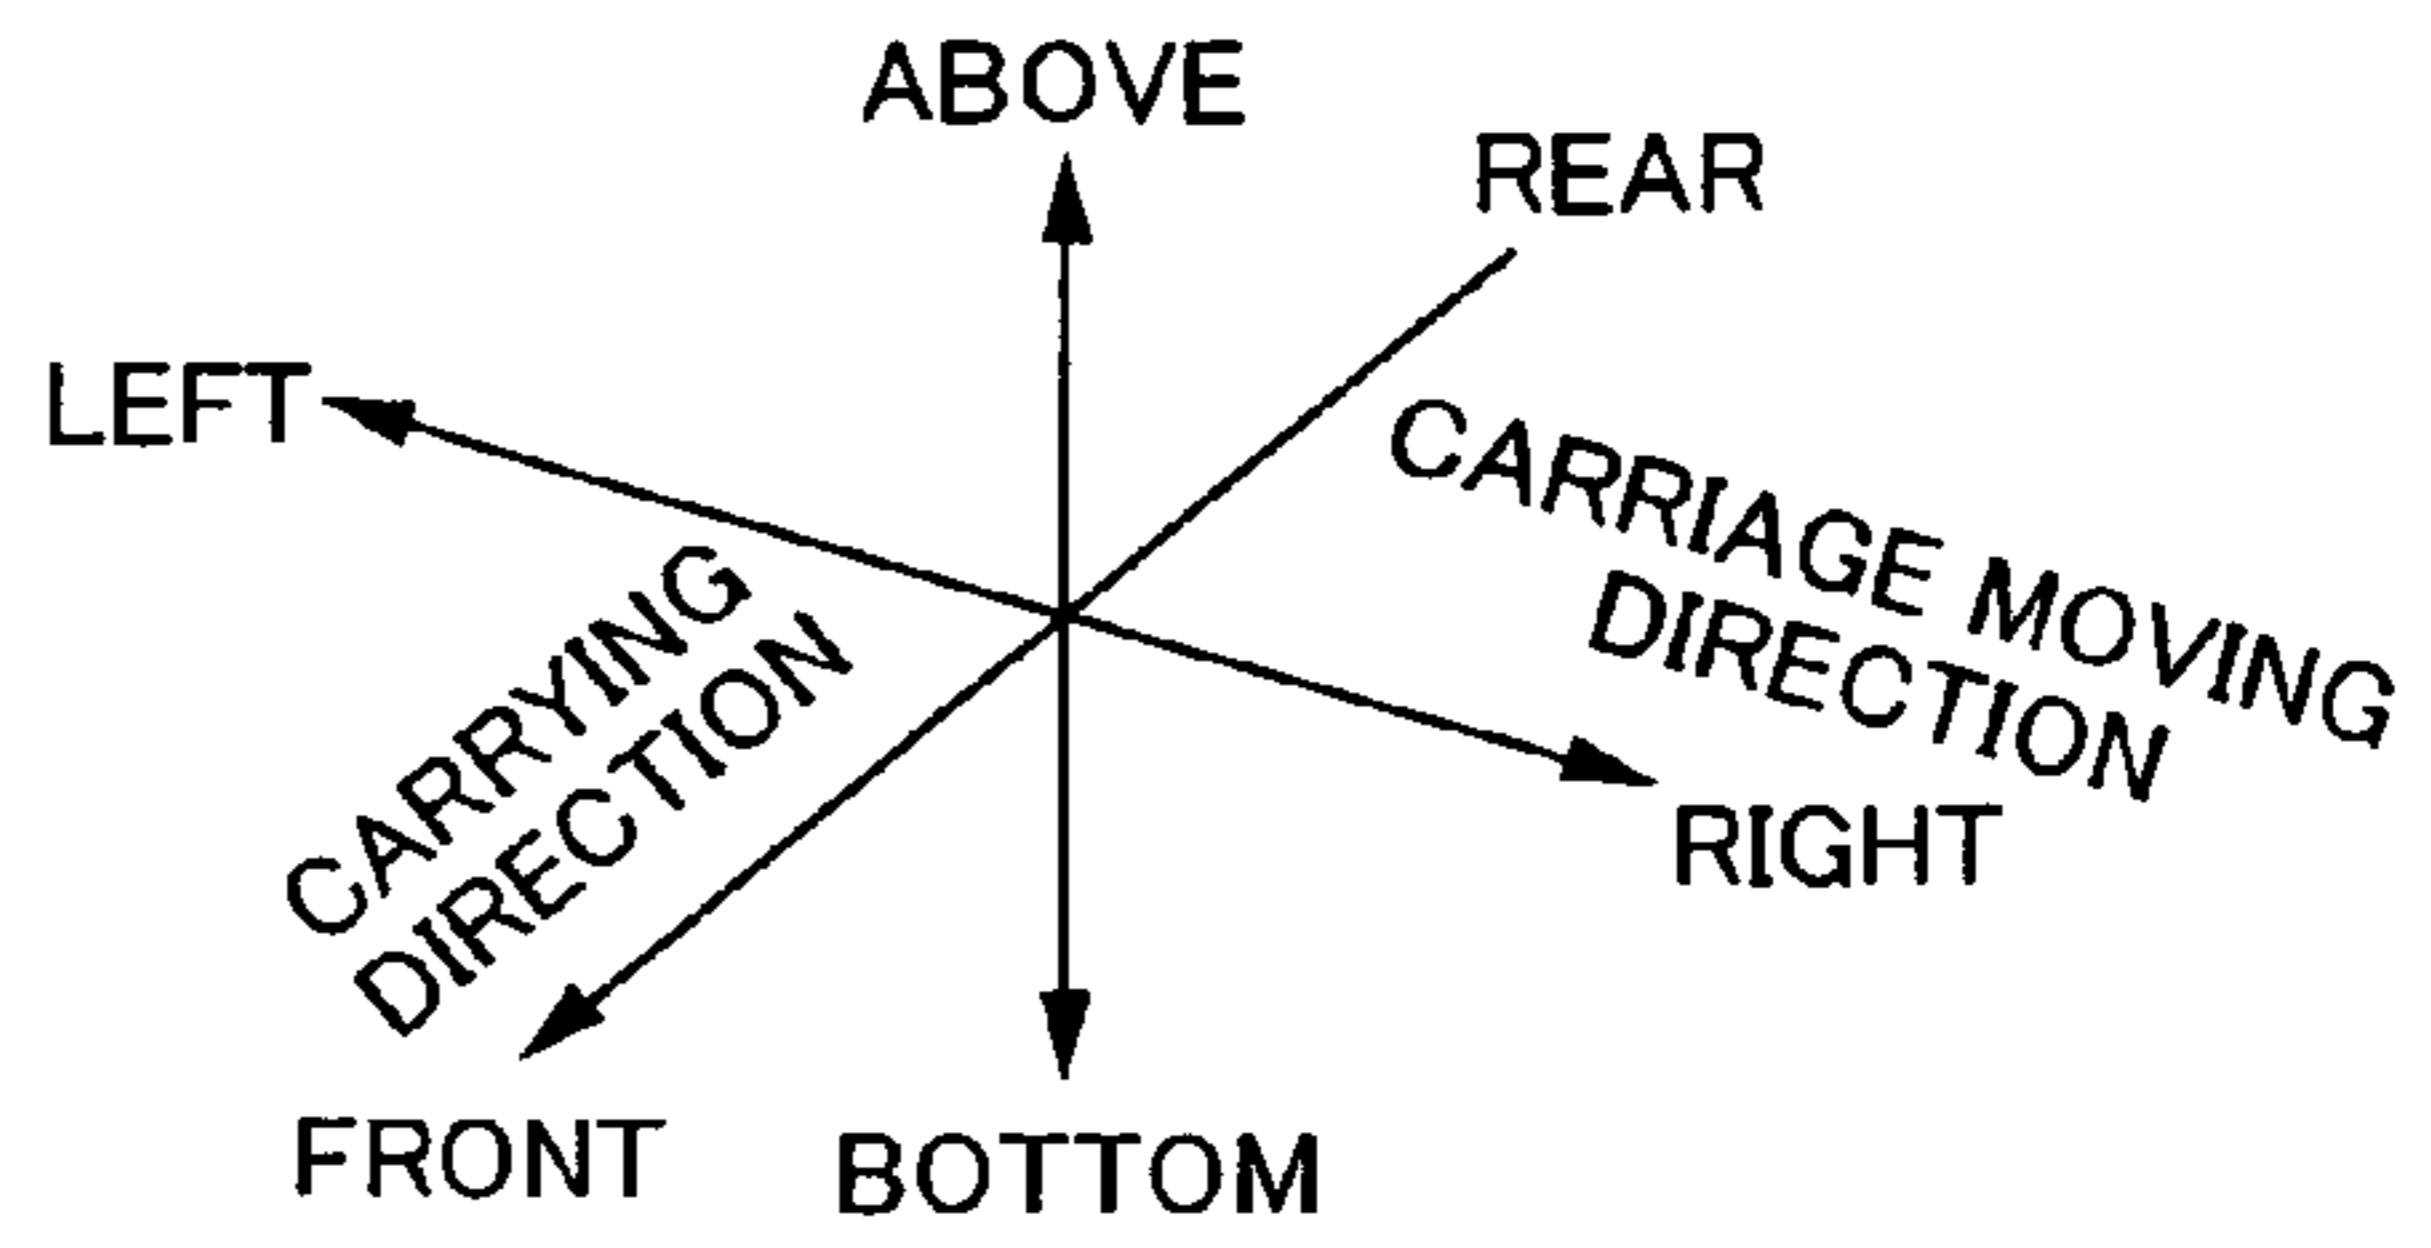 ABOVE
REAR
LEFT
CARRIAGE MOVING
DIRECTION
CARRYING
DIRECTION
RIGHT
FRONT
BOTTOM